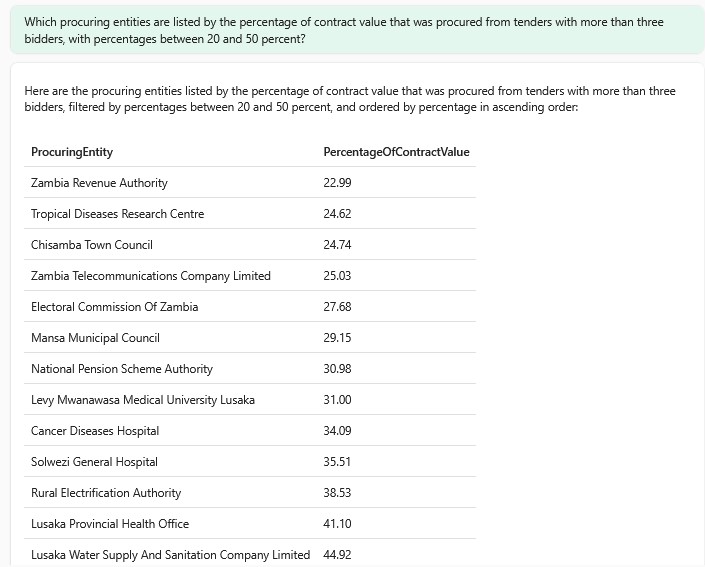 Which procuring entities are listed by the percentage of contract value that was procured from tenders with more than three
bidders, with percentages between 20 and 50 percent?
Here are the procuring entities listed by the percentage of contract value that was procured from tenders with more than three
bidders, filtered by percentages between 20 and 50 percent, and ordered by percentage in ascending order:
ProcuringEntity PercentageOfContractValue
Zambia Revenue Authority 22.99
Tropical Diseases Research Centre 24.62
Chisamba Town Council 24.74
Zambia Telecommunications Company Limited 25.03
Electoral Commission Of Zambia 27.68
Mansa Municipal Council 29.15
National Pension Scheme Authority 30.98
Levy Mwanawasa Medical University Lusaka 31.00
Cancer Diseases Hospital 34.09
Solwezi General Hospital 35.51
Rural Electrification Authority 38.53
Lusaka Provincial Health Office 41.10
Lusaka Water Supply And Sanitation Company Limited 44.92